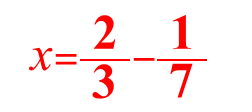 x = 2/3 − 1/7